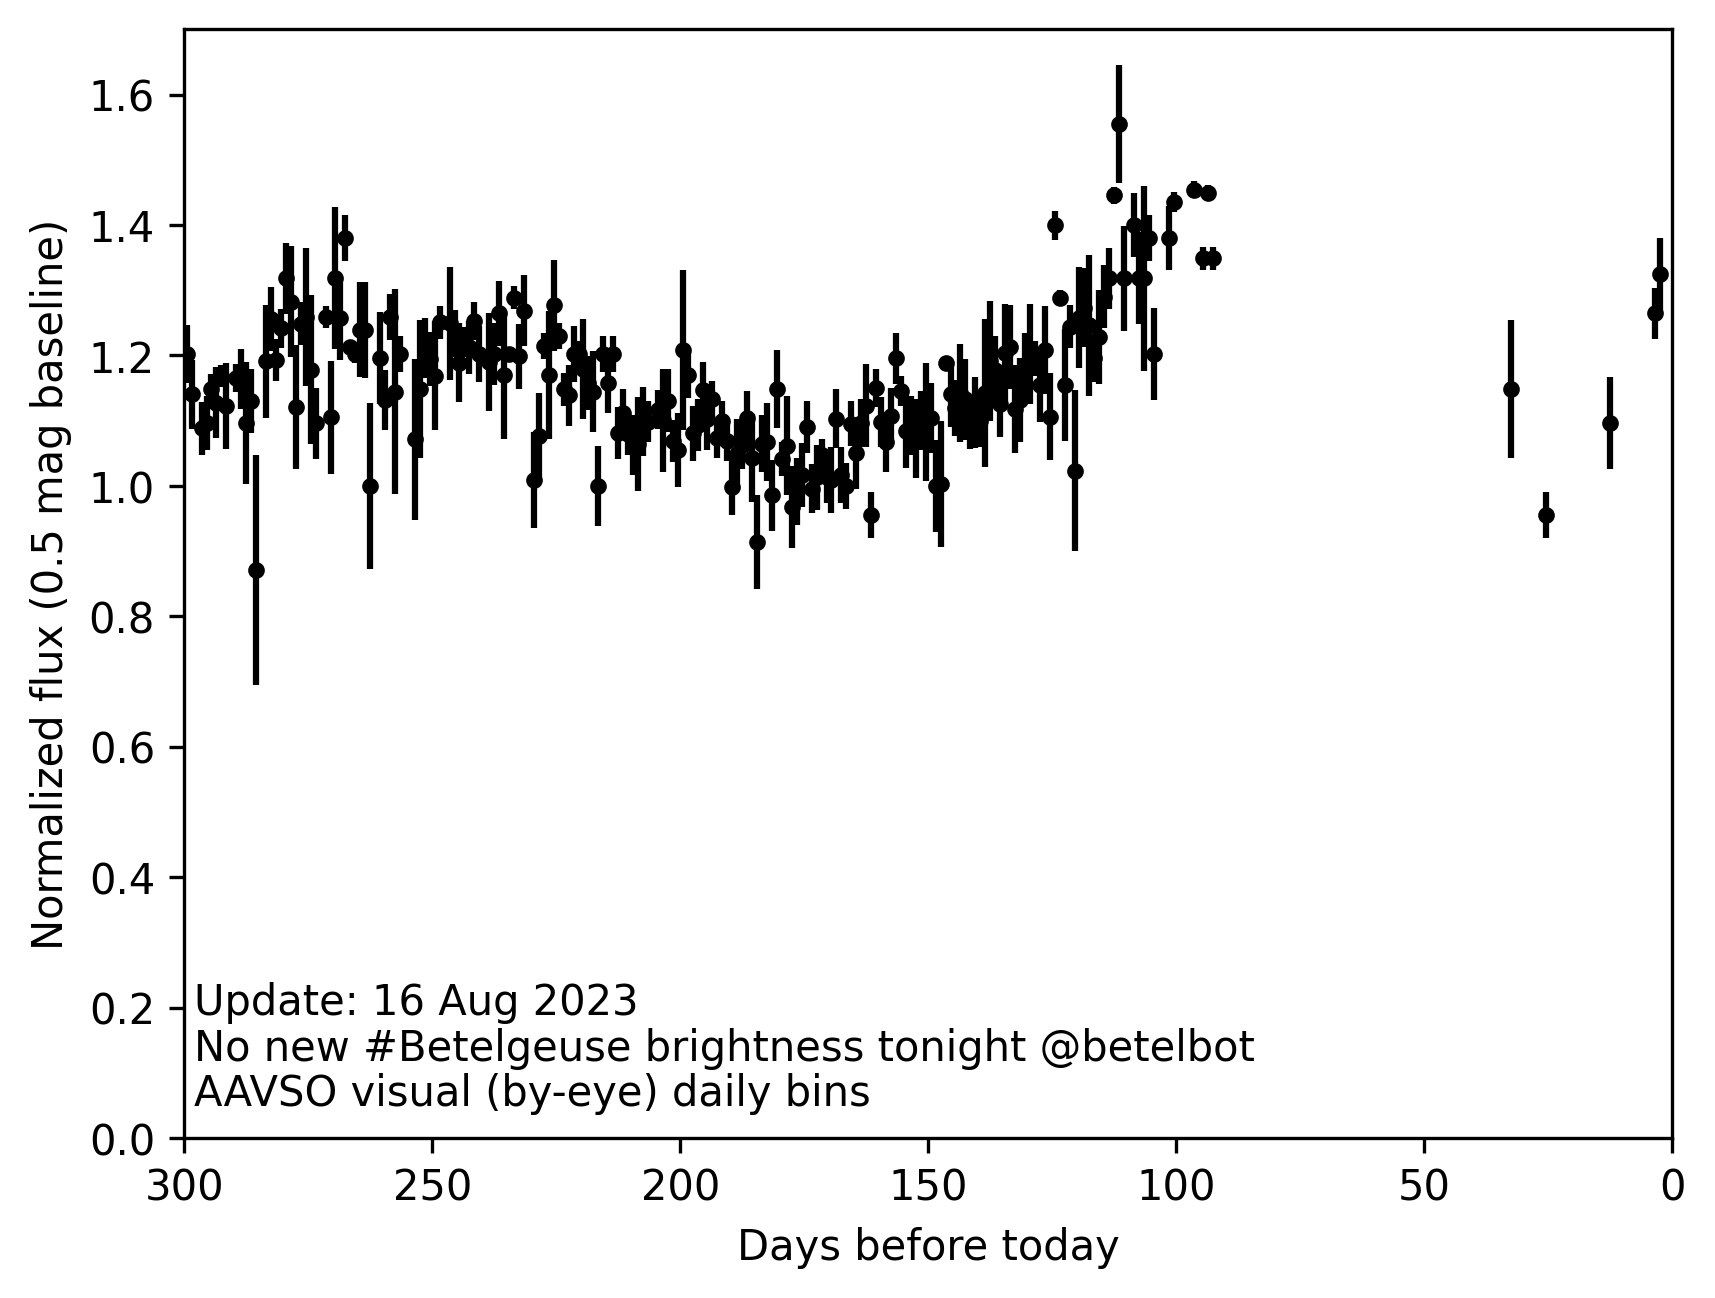 1.6
1.4
1.2
1.0
0.8
0.6
0.4
0.2
0.0
Normalized flux (0.5 mag baseline)
Update: 16 Aug 2023
No new #Betelgeuse brightness tonight @betelbot
AAVSO visual (by-eye) daily bins
300 250 200 150 100 50 0
Days before today